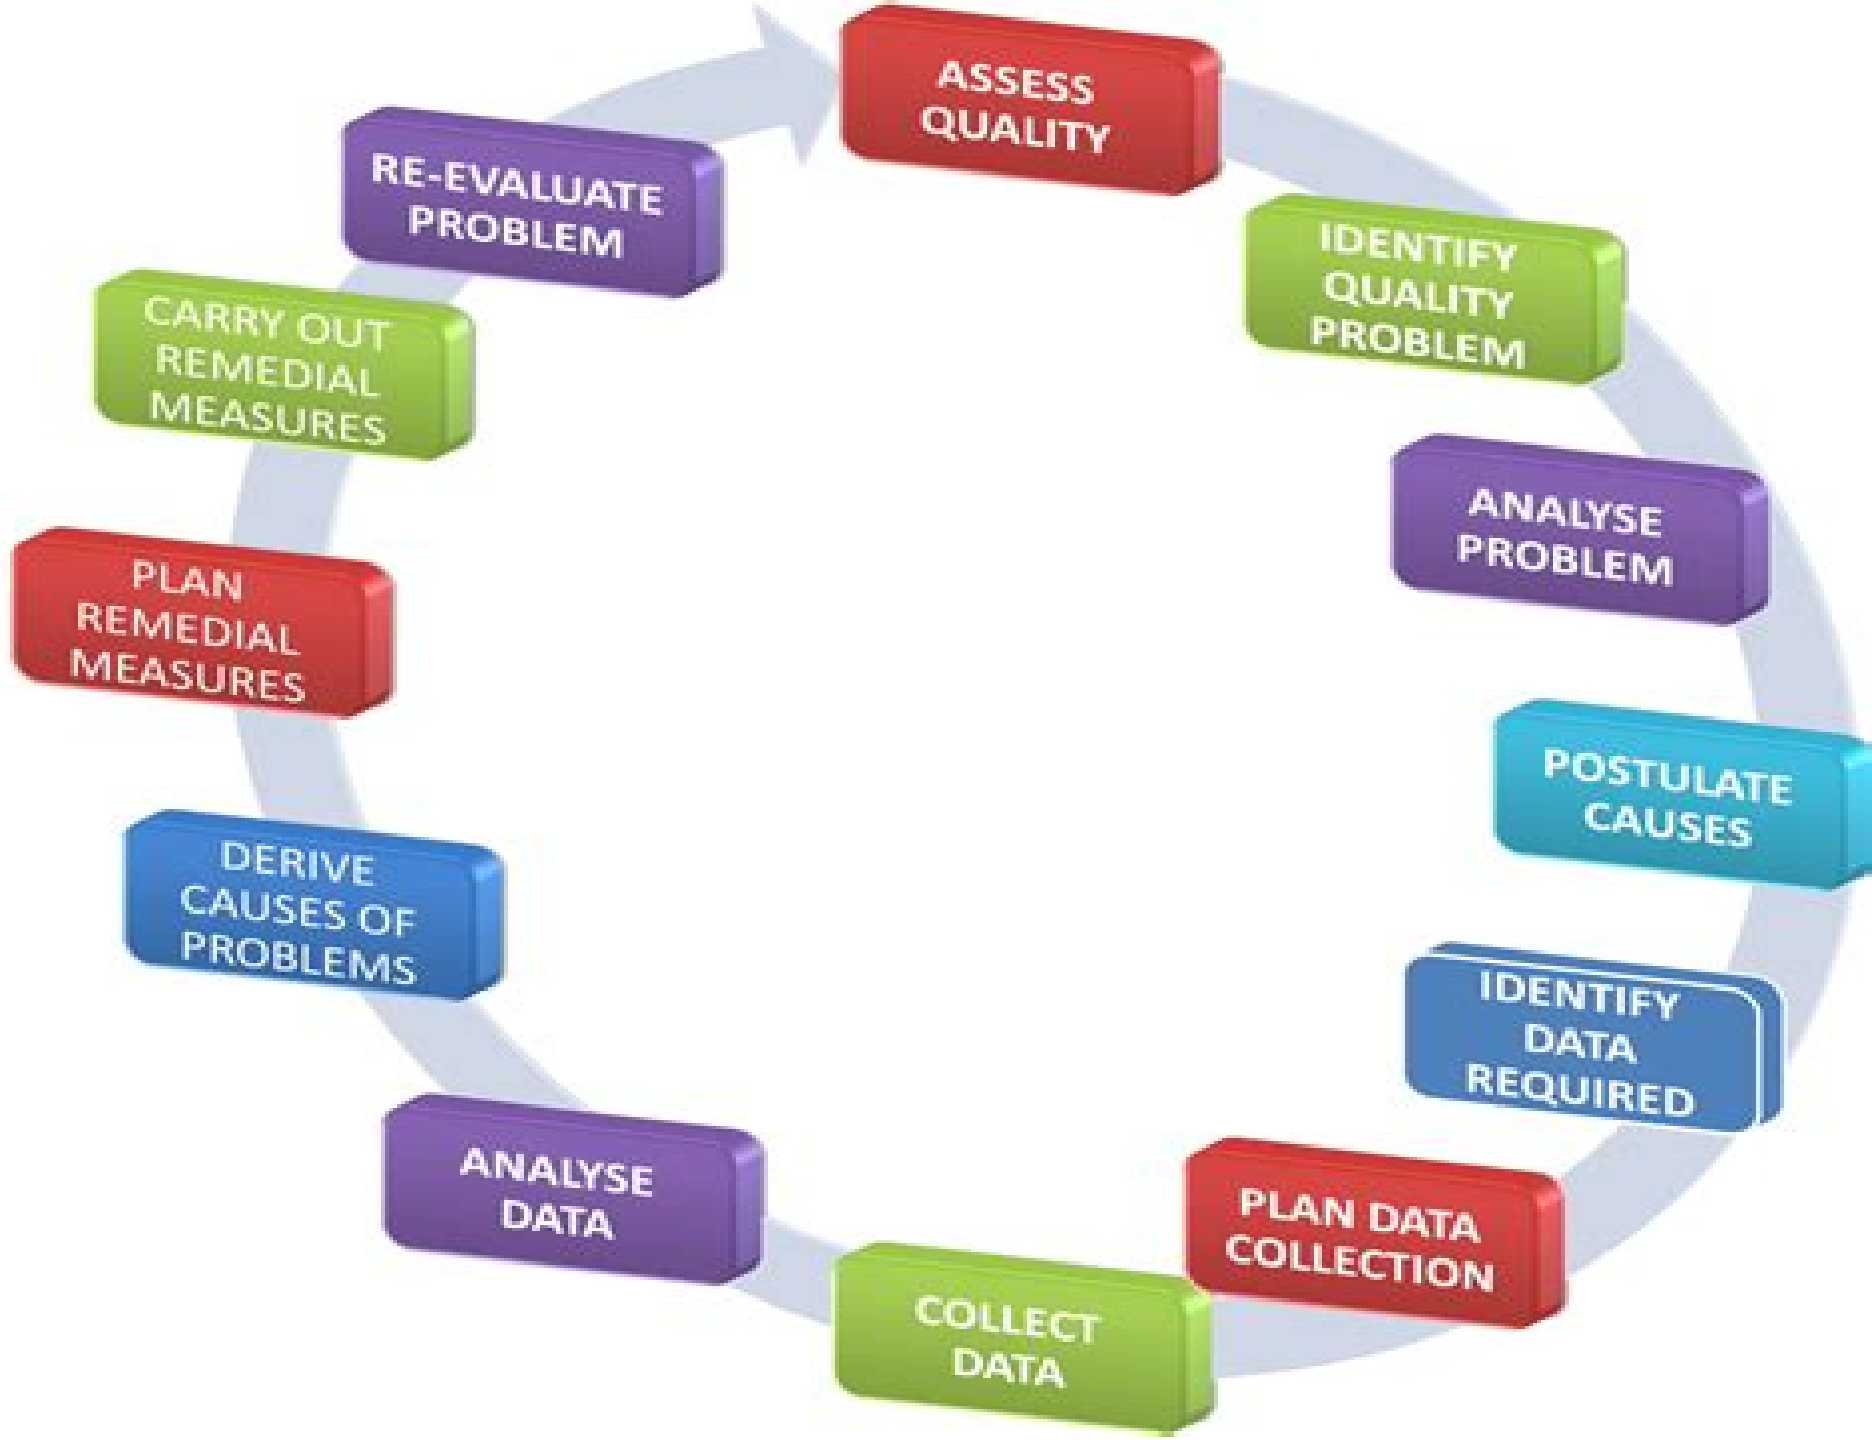 ASSESS
QUALITY
IDENTIFY
QUALITY
PROBLEM
ANALYSE
PROBLEM
POSTULATE
CAUSES
IDENTIFY
DATA
REQUIRED
PLAN DATA
COLLECTION
COLLECT
DATA
ANALYSE
DATA
DERIVE
CAUSES OF
PROBLEMS
PLAN
REMEDIAL
MEASURES
CARRY OUT
REMEDIAL
MEASURES
RE-EVALUATE
PROBLEM